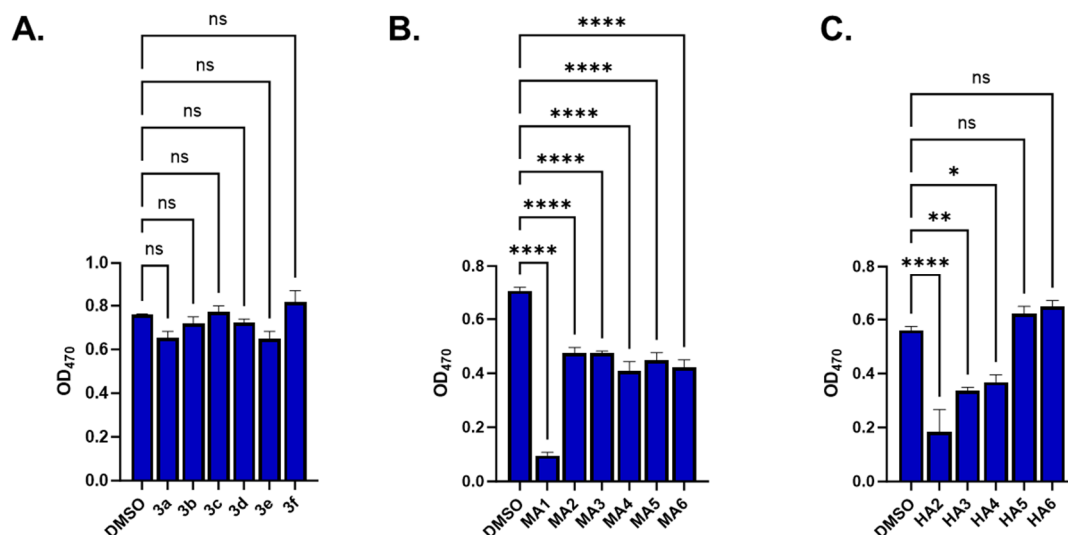 A.
ns
ns
ns
ns
ns
ns
1.0
0.8
0.6
0.4
0.2
0.0
OD470
DMSO
3a
3b
3c
3d
3e
3f
B.
****
****
****
****
****
****
0.8
0.6
0.4
0.2
0.0
OD470
DMSO
MA1
MA2
MA3
MA4
MA5
MA6
C.
ns
ns
*
**
****
0.8
0.6
0.4
0.2
0.0
OD470
DMSO
HA2
HA3
HA4
HA5
HA6